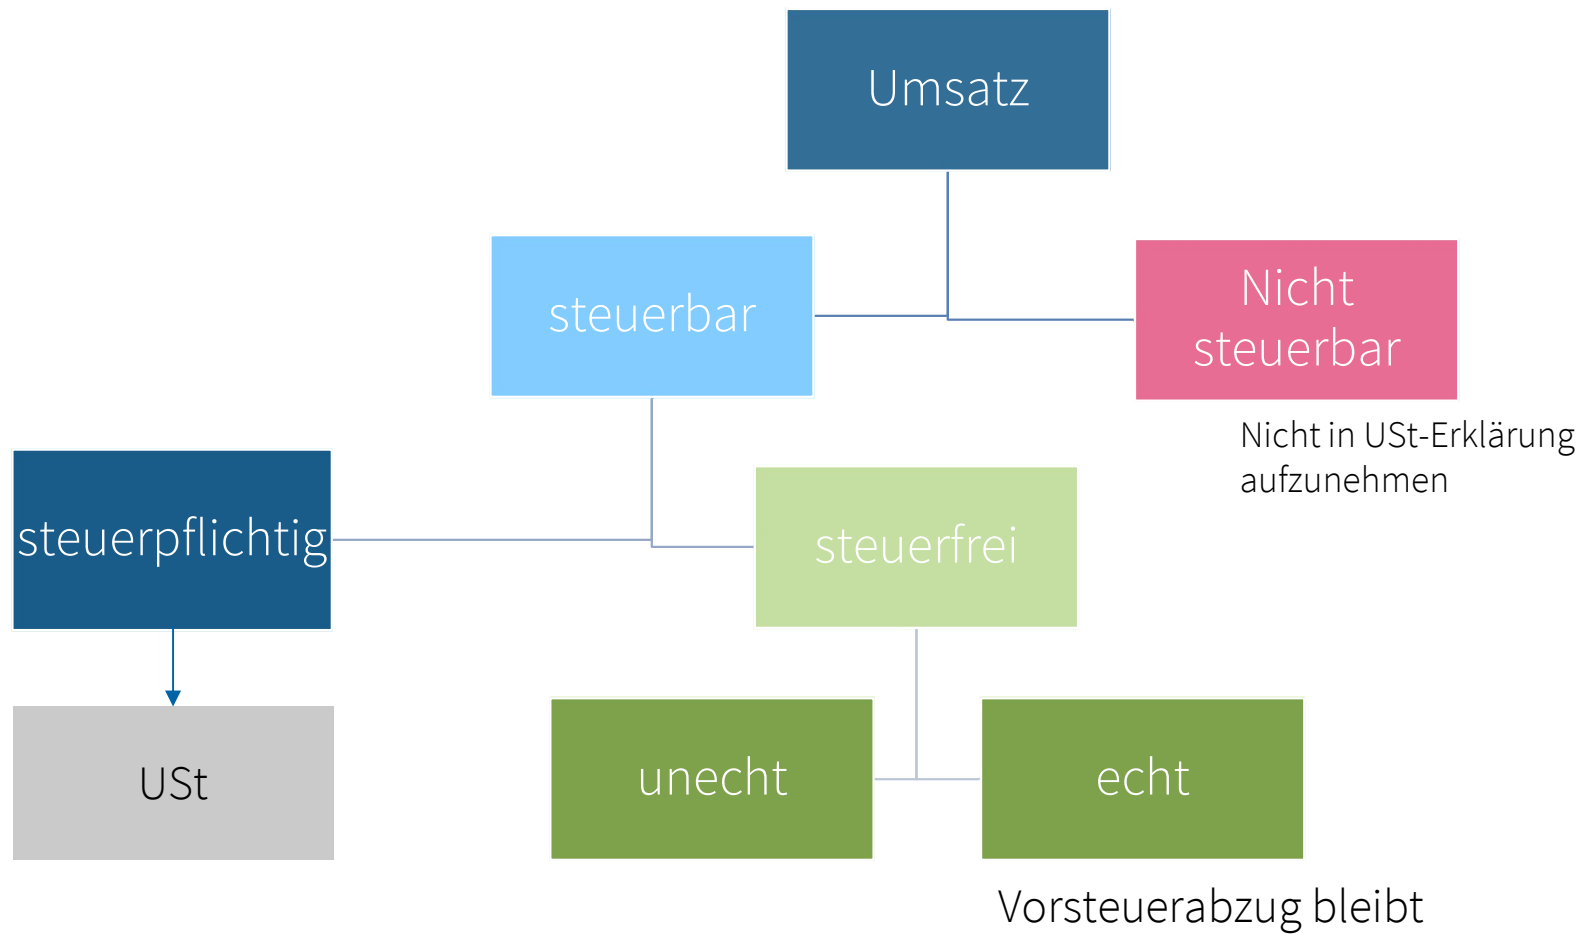 Umsatz
steuerbar
Nicht
steuerbar
Nicht in USt-Erklärung
aufzunehmen
steuerpflichtig
steuerfrei
USt
unecht
echt
Vorsteuerabzug bleibt